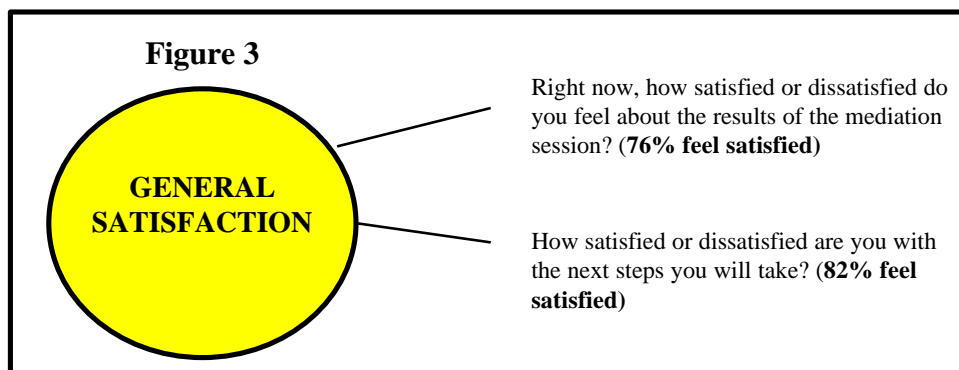 Figure 3
Right now, how satisfied or dissatisfied do
you feel about the results of the mediation
session? (76% feel satisfied)
GENERAL
SATISFACTION
How satisfied or dissatisfied are you with
the next steps you will take? (82% feel
satisfied)